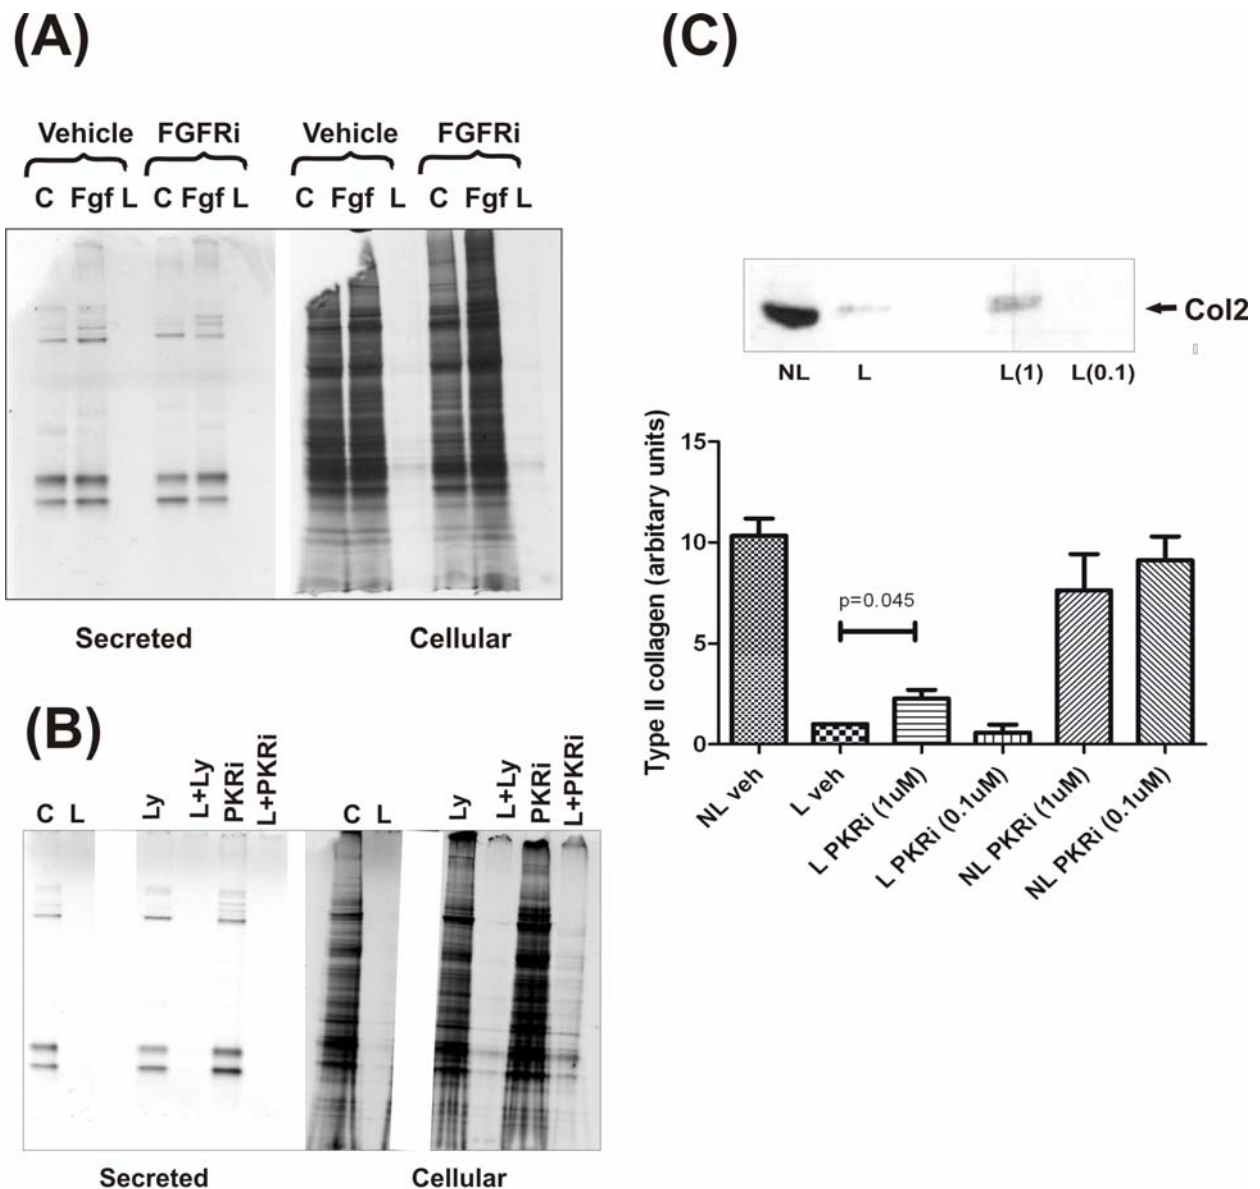 (A)
Vehicle FGFRi Vehicle FGFRi
C Fgf L C Fgf L C Fgf L C Fgf L
Secreted Cellular
(B)
C L Ly L+Ly PKRi L+PKRi C L Ly L+Ly PKRi L+PKRi
Secreted Cellular
(C)
Col2
NL L L(1) L(0.1)
Type II collagen (arbitary units)
15
10
5
0
p=0.045
NL veh
L veh
L PKRi (1uM)
L PKRi (0.1uM)
NL PKRi (1uM)
NL PKRi (0.1uM)